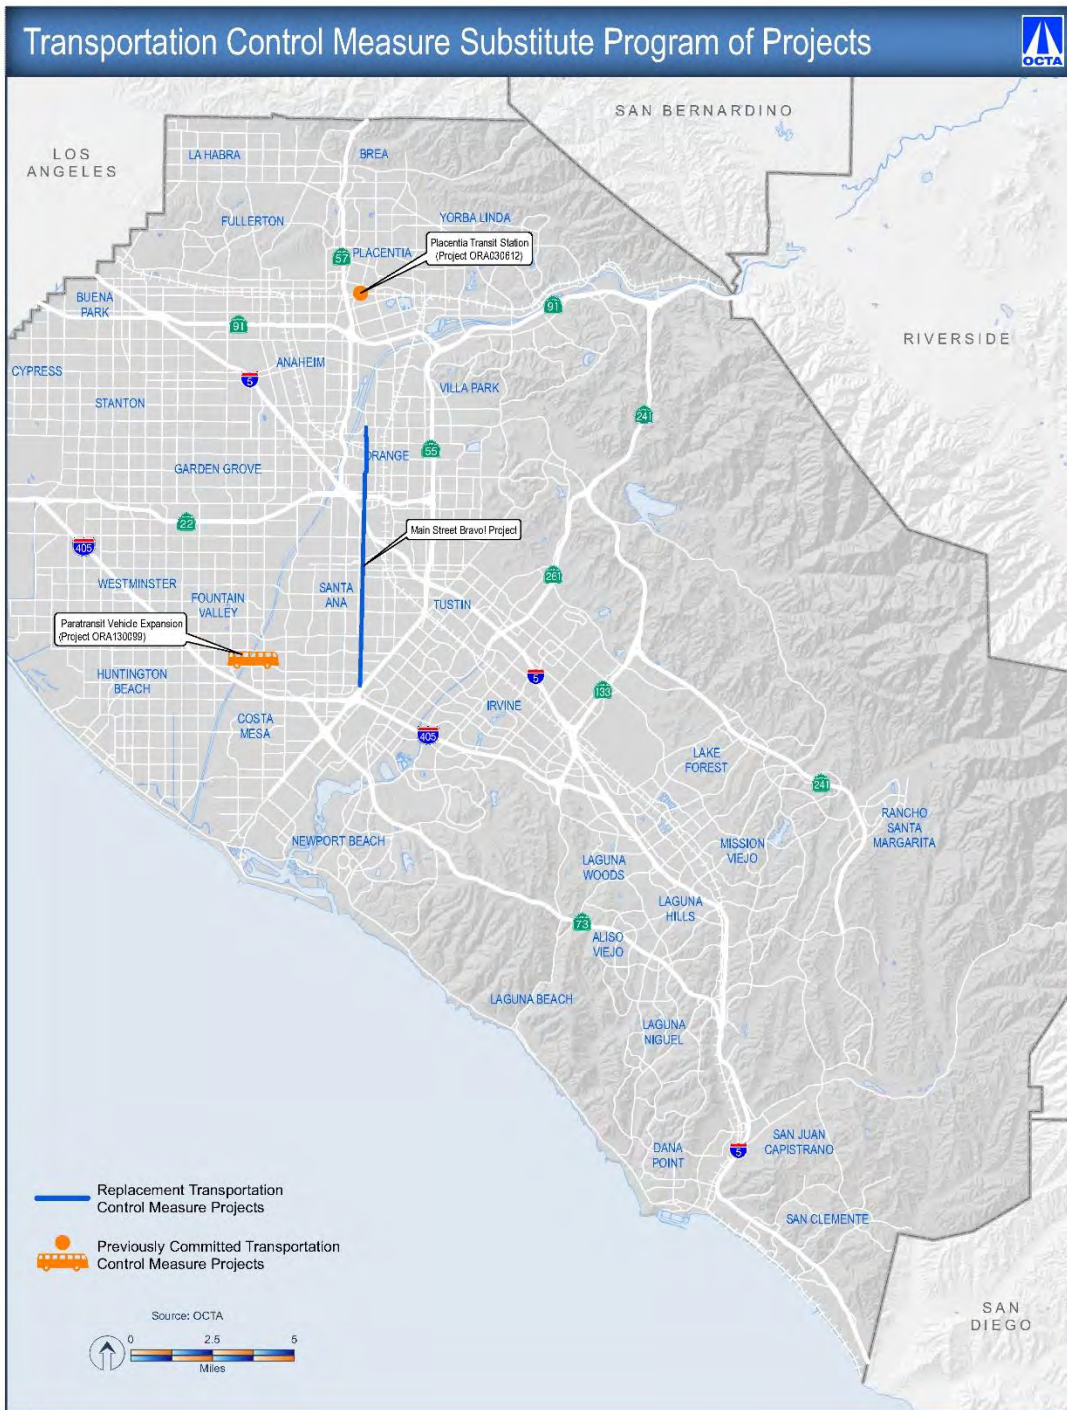 Transportation Control Measure Substitute Program of Projects
OCTA
SAN BERNARDINO
LOS
ANGELES
LA HABRA
BREA
FULLERTON
YORBA LINDA
PLACENTIA
Placentia Transit Station
(Project ORA030612)
57
BUENA
PARK
91
91
RIVERSIDE
ANAHEIM
CYPRESS
5
VILLA PARK
STANTON
241
ORANGE
55
GARDEN GROVE
22
Main Street Bravo! Project
405
WESTMINSTER
FOUNTAIN
VALLEY
SANTA
ANA
261
TUSTIN
Paratransit Vehicle Expansion
(Project ORA130099)
HUNTINGTON
BEACH
5
133
IRVINE
COSTA
MESA
405
LAKE
FOREST
241
RANCHO
SANTA
MARGARITA
NEWPORT BEACH
MISSION
VIEJO
LAGUNA
WOODS
LAGUNA
HILLS
73
ALISO
VIEJO
LAGUNA BEACH
LAGUNA
NIGUEL
SAN JUAN
CAPISTRANO
DANA
POINT
5
SAN CLEMENTE
SAN
DIEGO
Replacement Transportation
Control Measure Projects
Previously Committed Transportation
Control Measure Projects
Source: OCTA
0 2.5 5
Miles